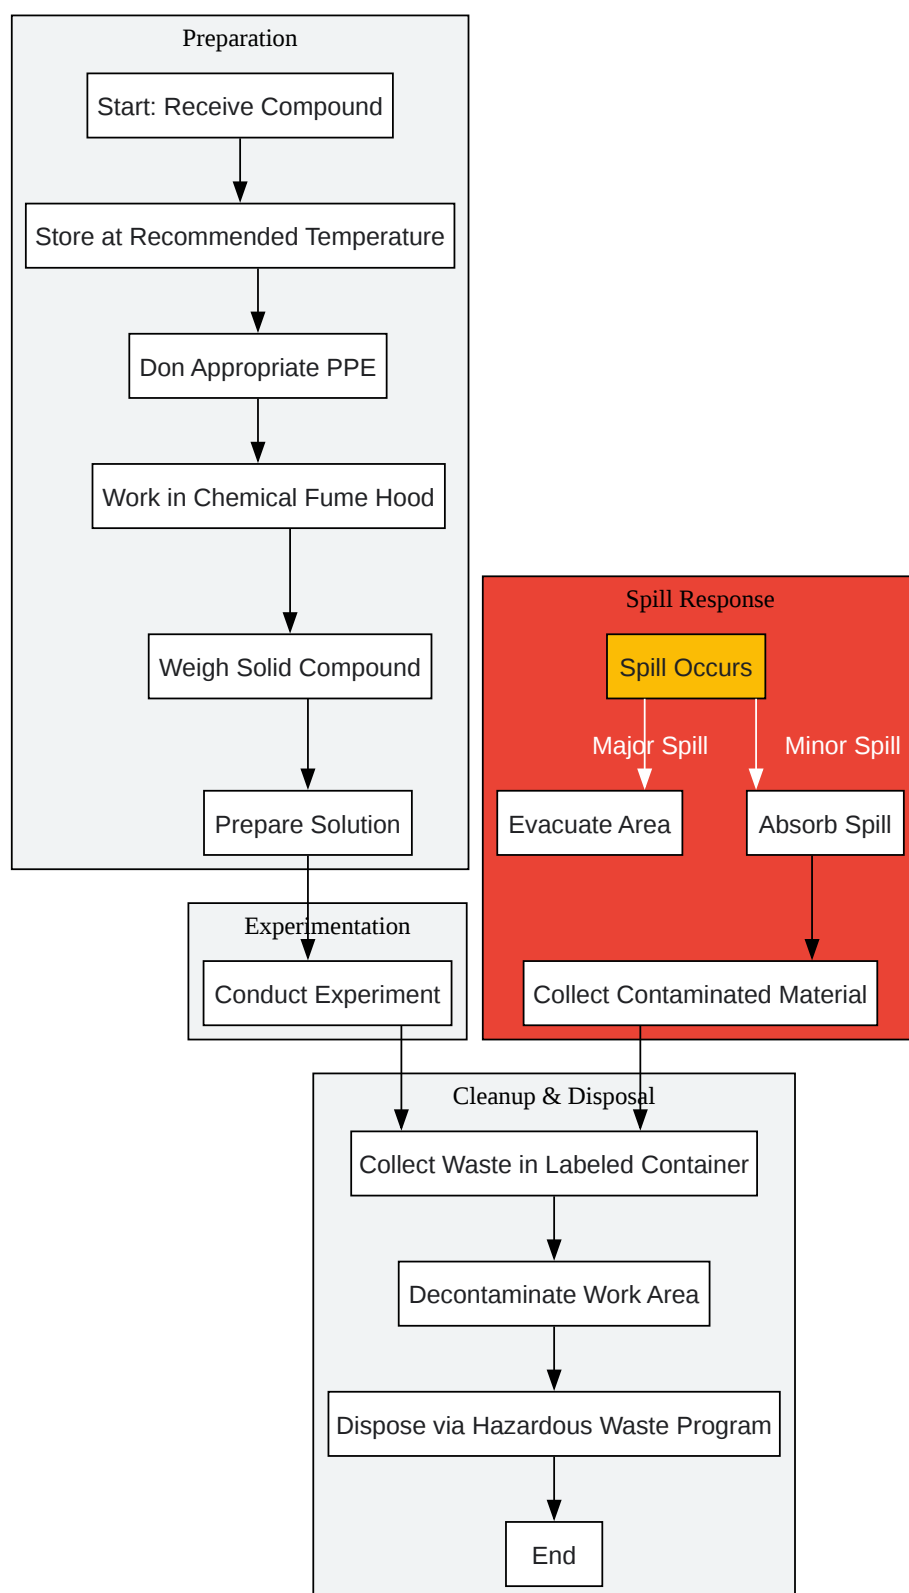 Preparation
Start: Receive Compound
Store at Recommended Temperature
Don Appropriate PPE
Work in Chemical Fume Hood
Weigh Solid Compound
Prepare Solution
Spill Response
Spill Occurs
Major Spill
Minor Spill
Evacuate Area
Absorb Spill
Collect Contaminated Material
Experimentation
Conduct Experiment
Cleanup & Disposal
Collect Waste in Labeled Container
Decontaminate Work Area
Dispose via Hazardous Waste Program
End